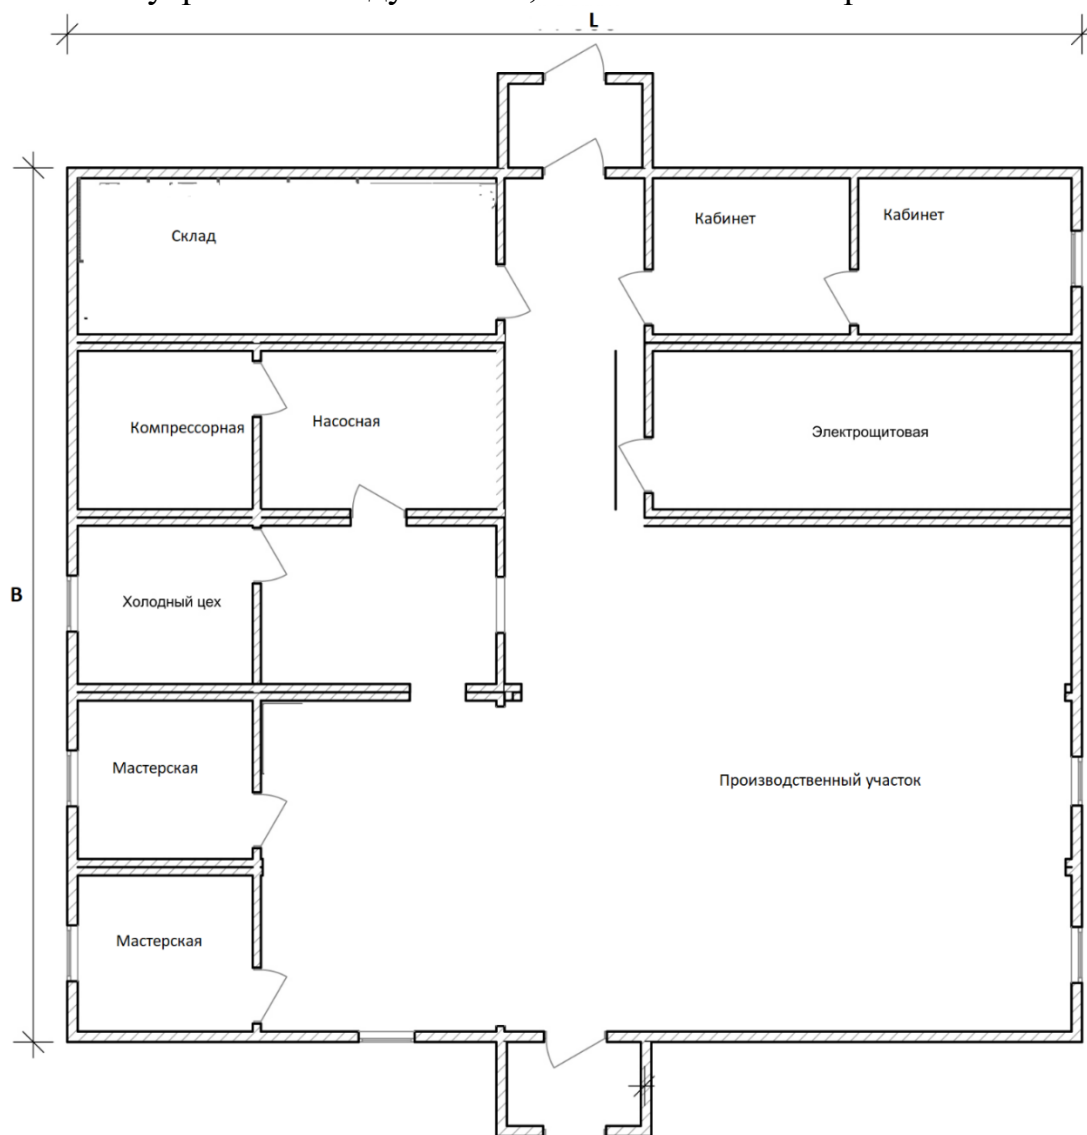 L
Кабинет
Кабинет
Склад
Компрессорная
Насосная
Электрощитовая
B
Холодный цех
Мастерская
Производственный участок
Мастерская